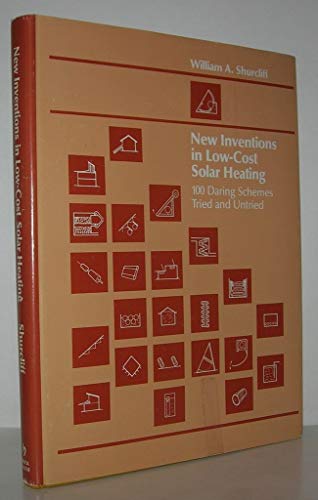 William A. Shurcliff
New Inventions
in Low-Cost
Solar Heating
100 Daring Schemes
Tried and Untried
New Inventions in Low-Cost Solar Heating
Shurcliff